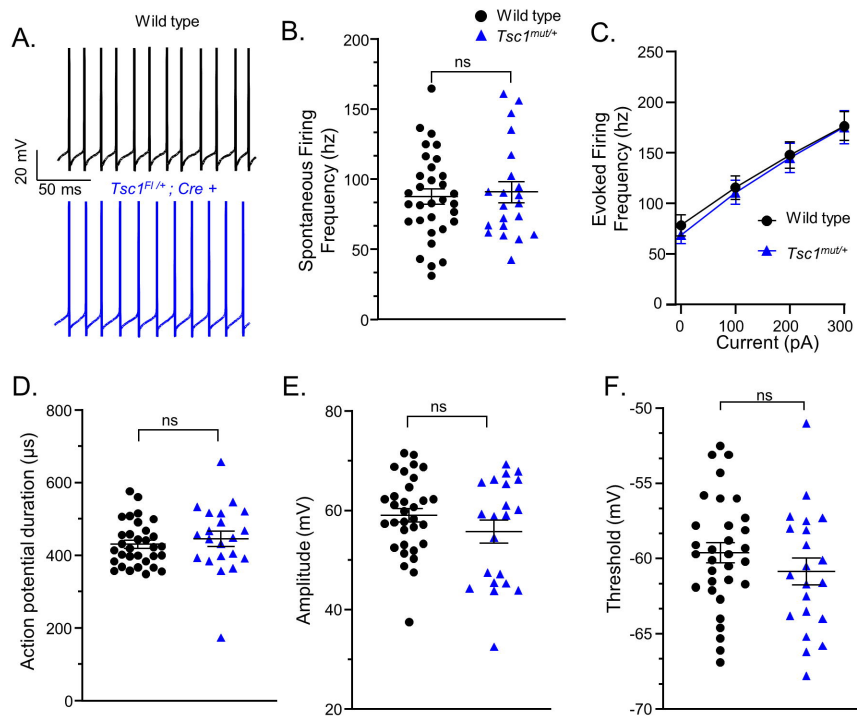 A.
Wild type
20 mV
50 ms
Tsc1Fl /+ ; Cre +
B.
Wild type
Tsc1mut/+
ns
Spontaneous Firing
Frequency (hz)
200
150
100
50
0
C.
Evoked Firing
Frequency (hz)
250
200
150
100
50
0
Wild type
Tsc1mut/+
0 100 200 300
Current (pA)
D.
ns
Action potential duration (µs)
800
600
400
200
0
E.
ns
Amplitude (mV)
80
60
40
20
F.
ns
Threshold (mV)
-50
-55
-60
-65
-70